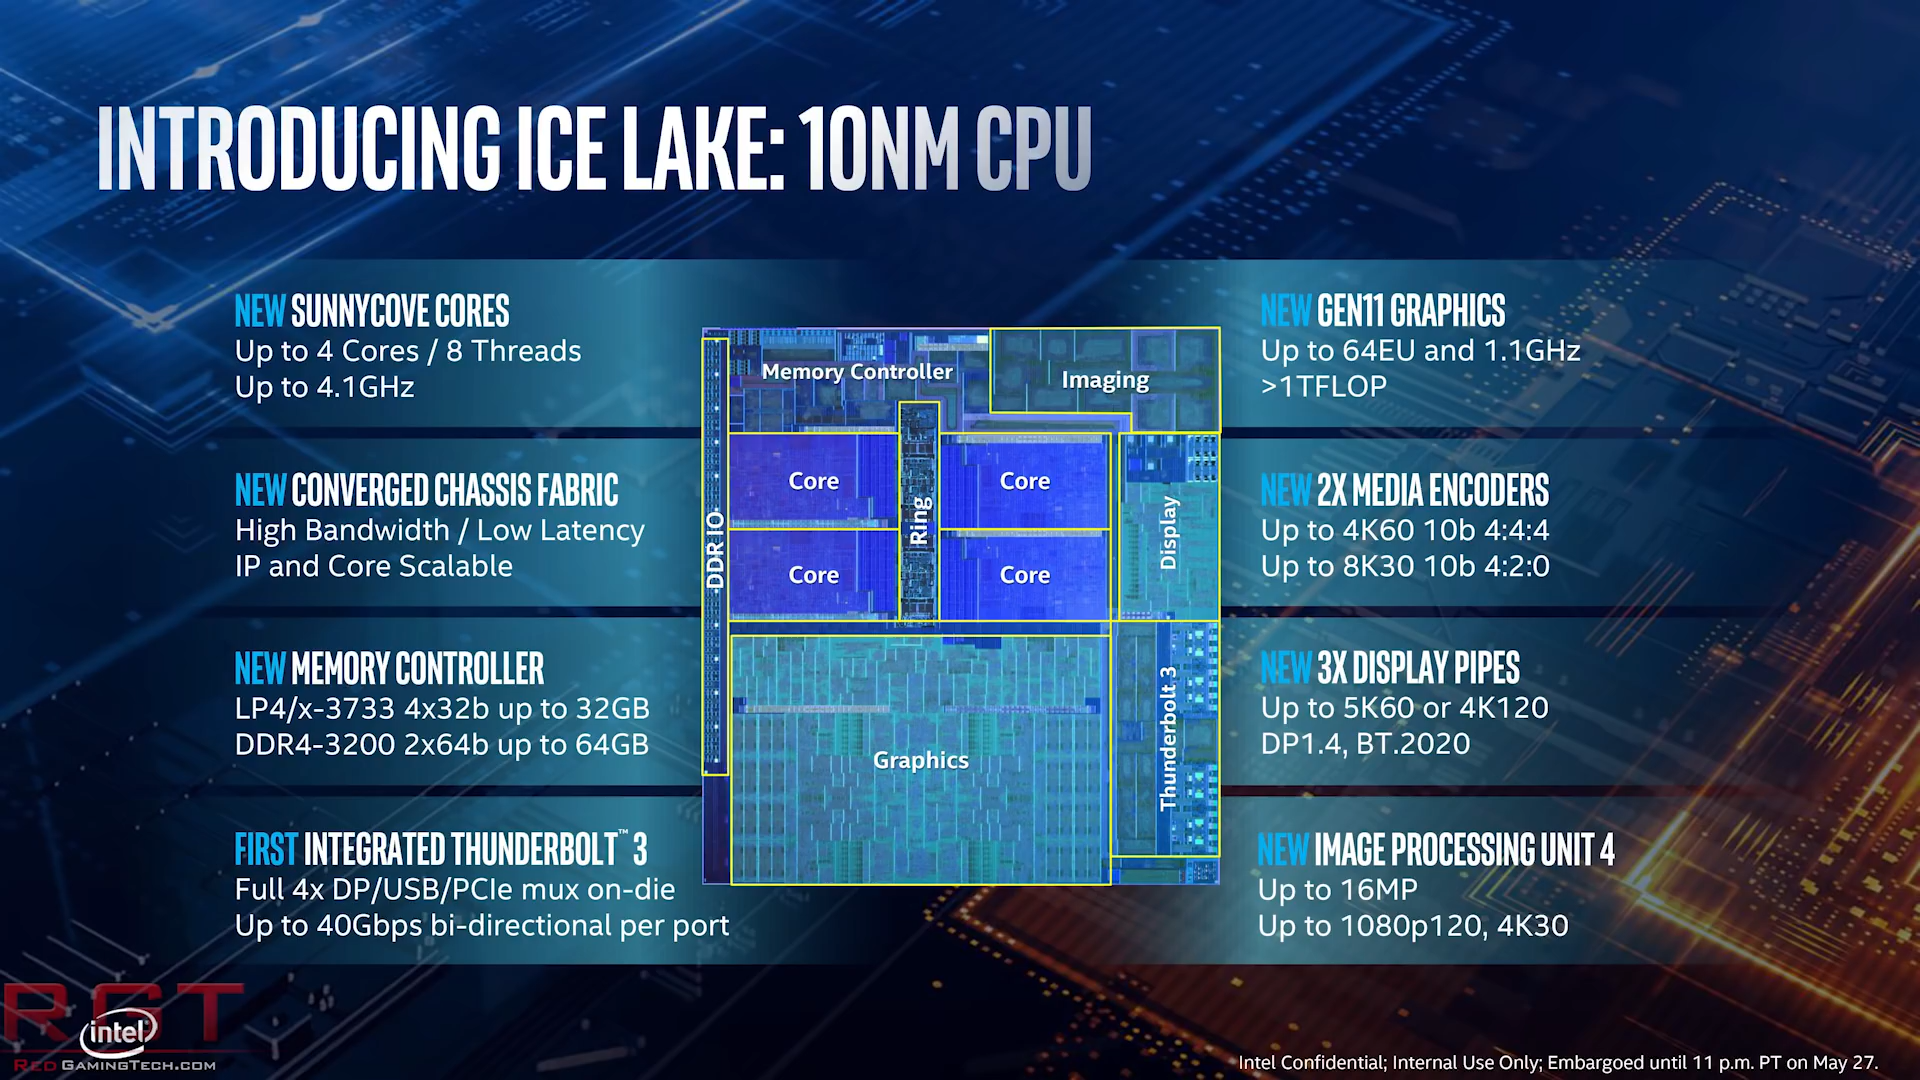 INTRODUCING ICE LAKE: 10NM CPU
NEW SUNNYCOVE CORES
Up to 4 Cores / 8 Threads
Up to 4.1GHz
NEW CONVERGED CHASSIS FABRIC
High Bandwidth / Low Latency
IP and Core Scalable
NEW MEMORY CONTROLLER
LP4/x-3733 4x32b up to 32GB
DDR4-3200 2x64b up to 64GB
FIRST INTEGRATED THUNDERBOLT™ 3
Full 4x DP/USB/PCIe mux on-die
Up to 40Gbps bi-directional per port
Memory Controller
Imaging
DDR IO
Core
Ring
Core
Display
Core
Core
Graphics
Thunderbolt 3
NEW GEN11 GRAPHICS
Up to 64EU and 1.1GHz
>1TFLOP
NEW 2X MEDIA ENCODERS
Up to 4K60 10b 4:4:4
Up to 8K30 10b 4:2:0
NEW 3X DISPLAY PIPES
Up to 5K60 or 4K120
DP1.4, BT.2020
NEW IMAGE PROCESSING UNIT 4
Up to 16MP
Up to 1080p120, 4K30
RGT
intel
RED GAMINGTECH.COM
Intel Confidential; Internal Use Only; Embargoed until 11 p.m. PT on May 27.